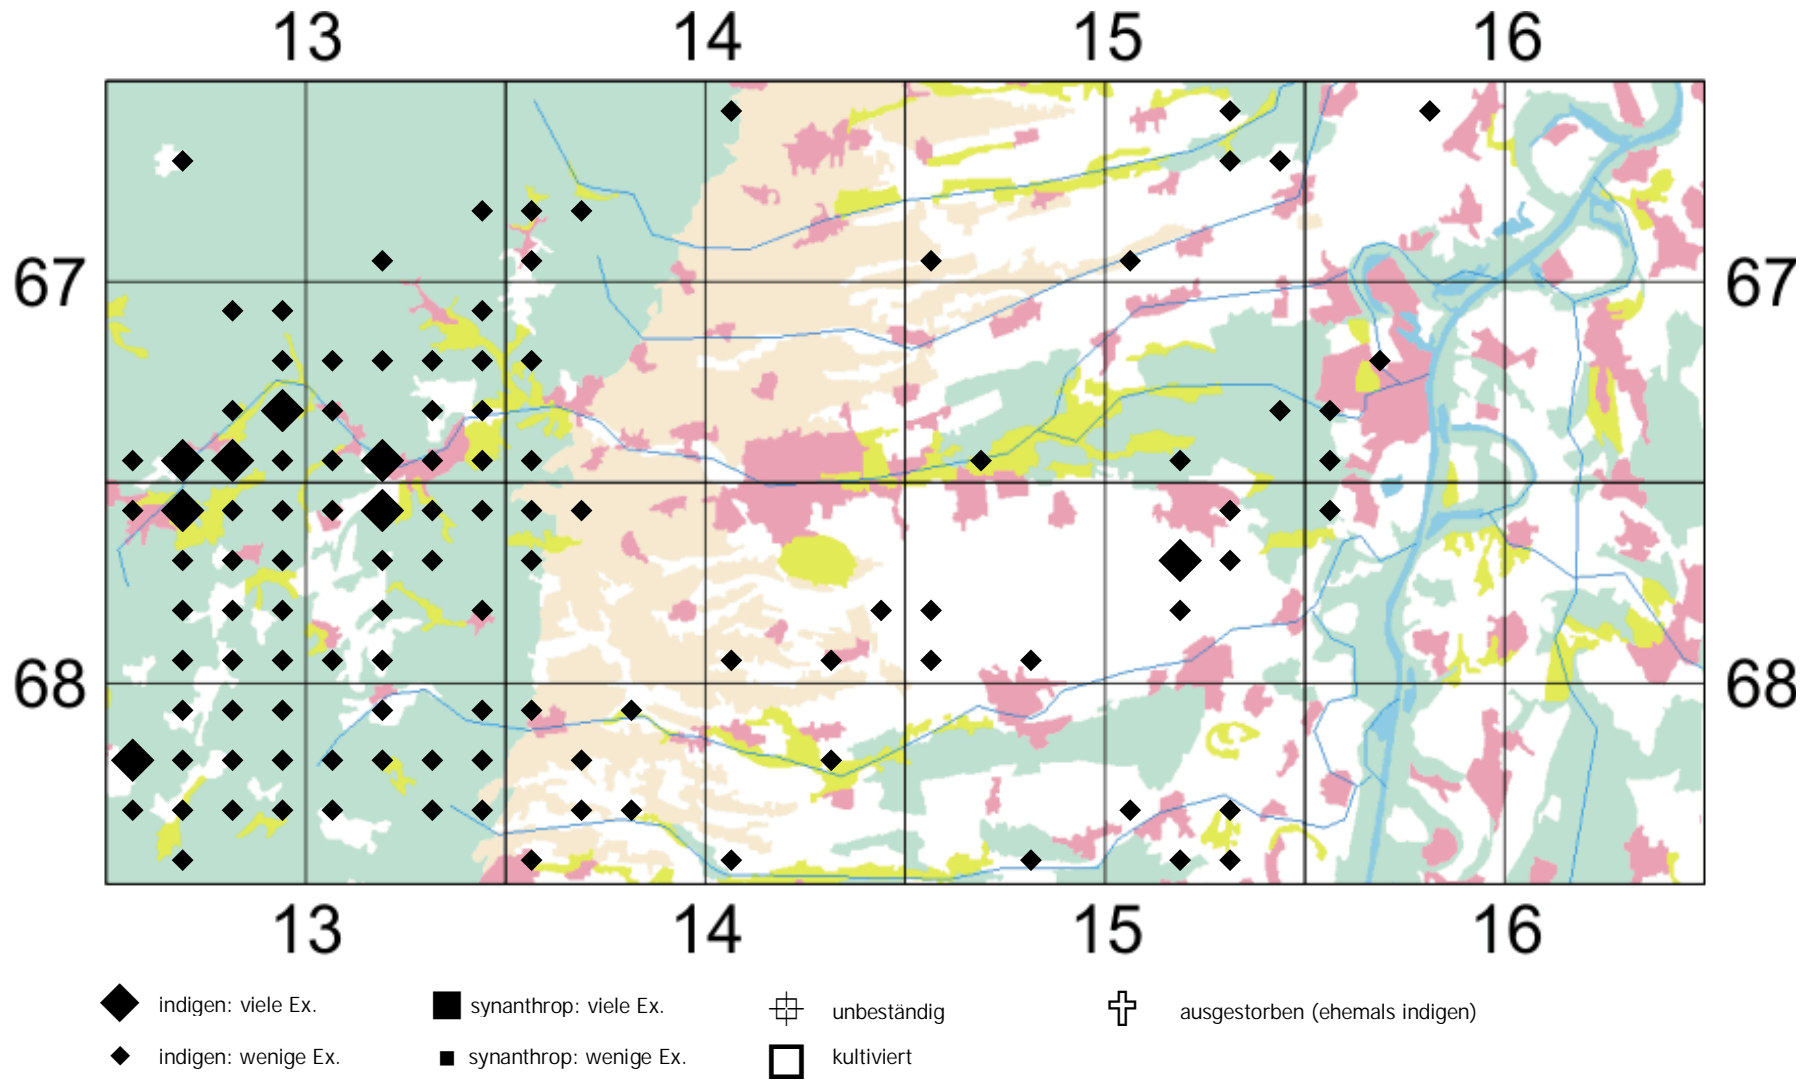 13 14 15 16
67 67
68 68
13 14 15 16
indigen: viele Ex. synanthrop: viele Ex. unbeständig ausgestorben (ehemals indigen)
indigen: wenige Ex. synanthrop: wenige Ex. kultiviert